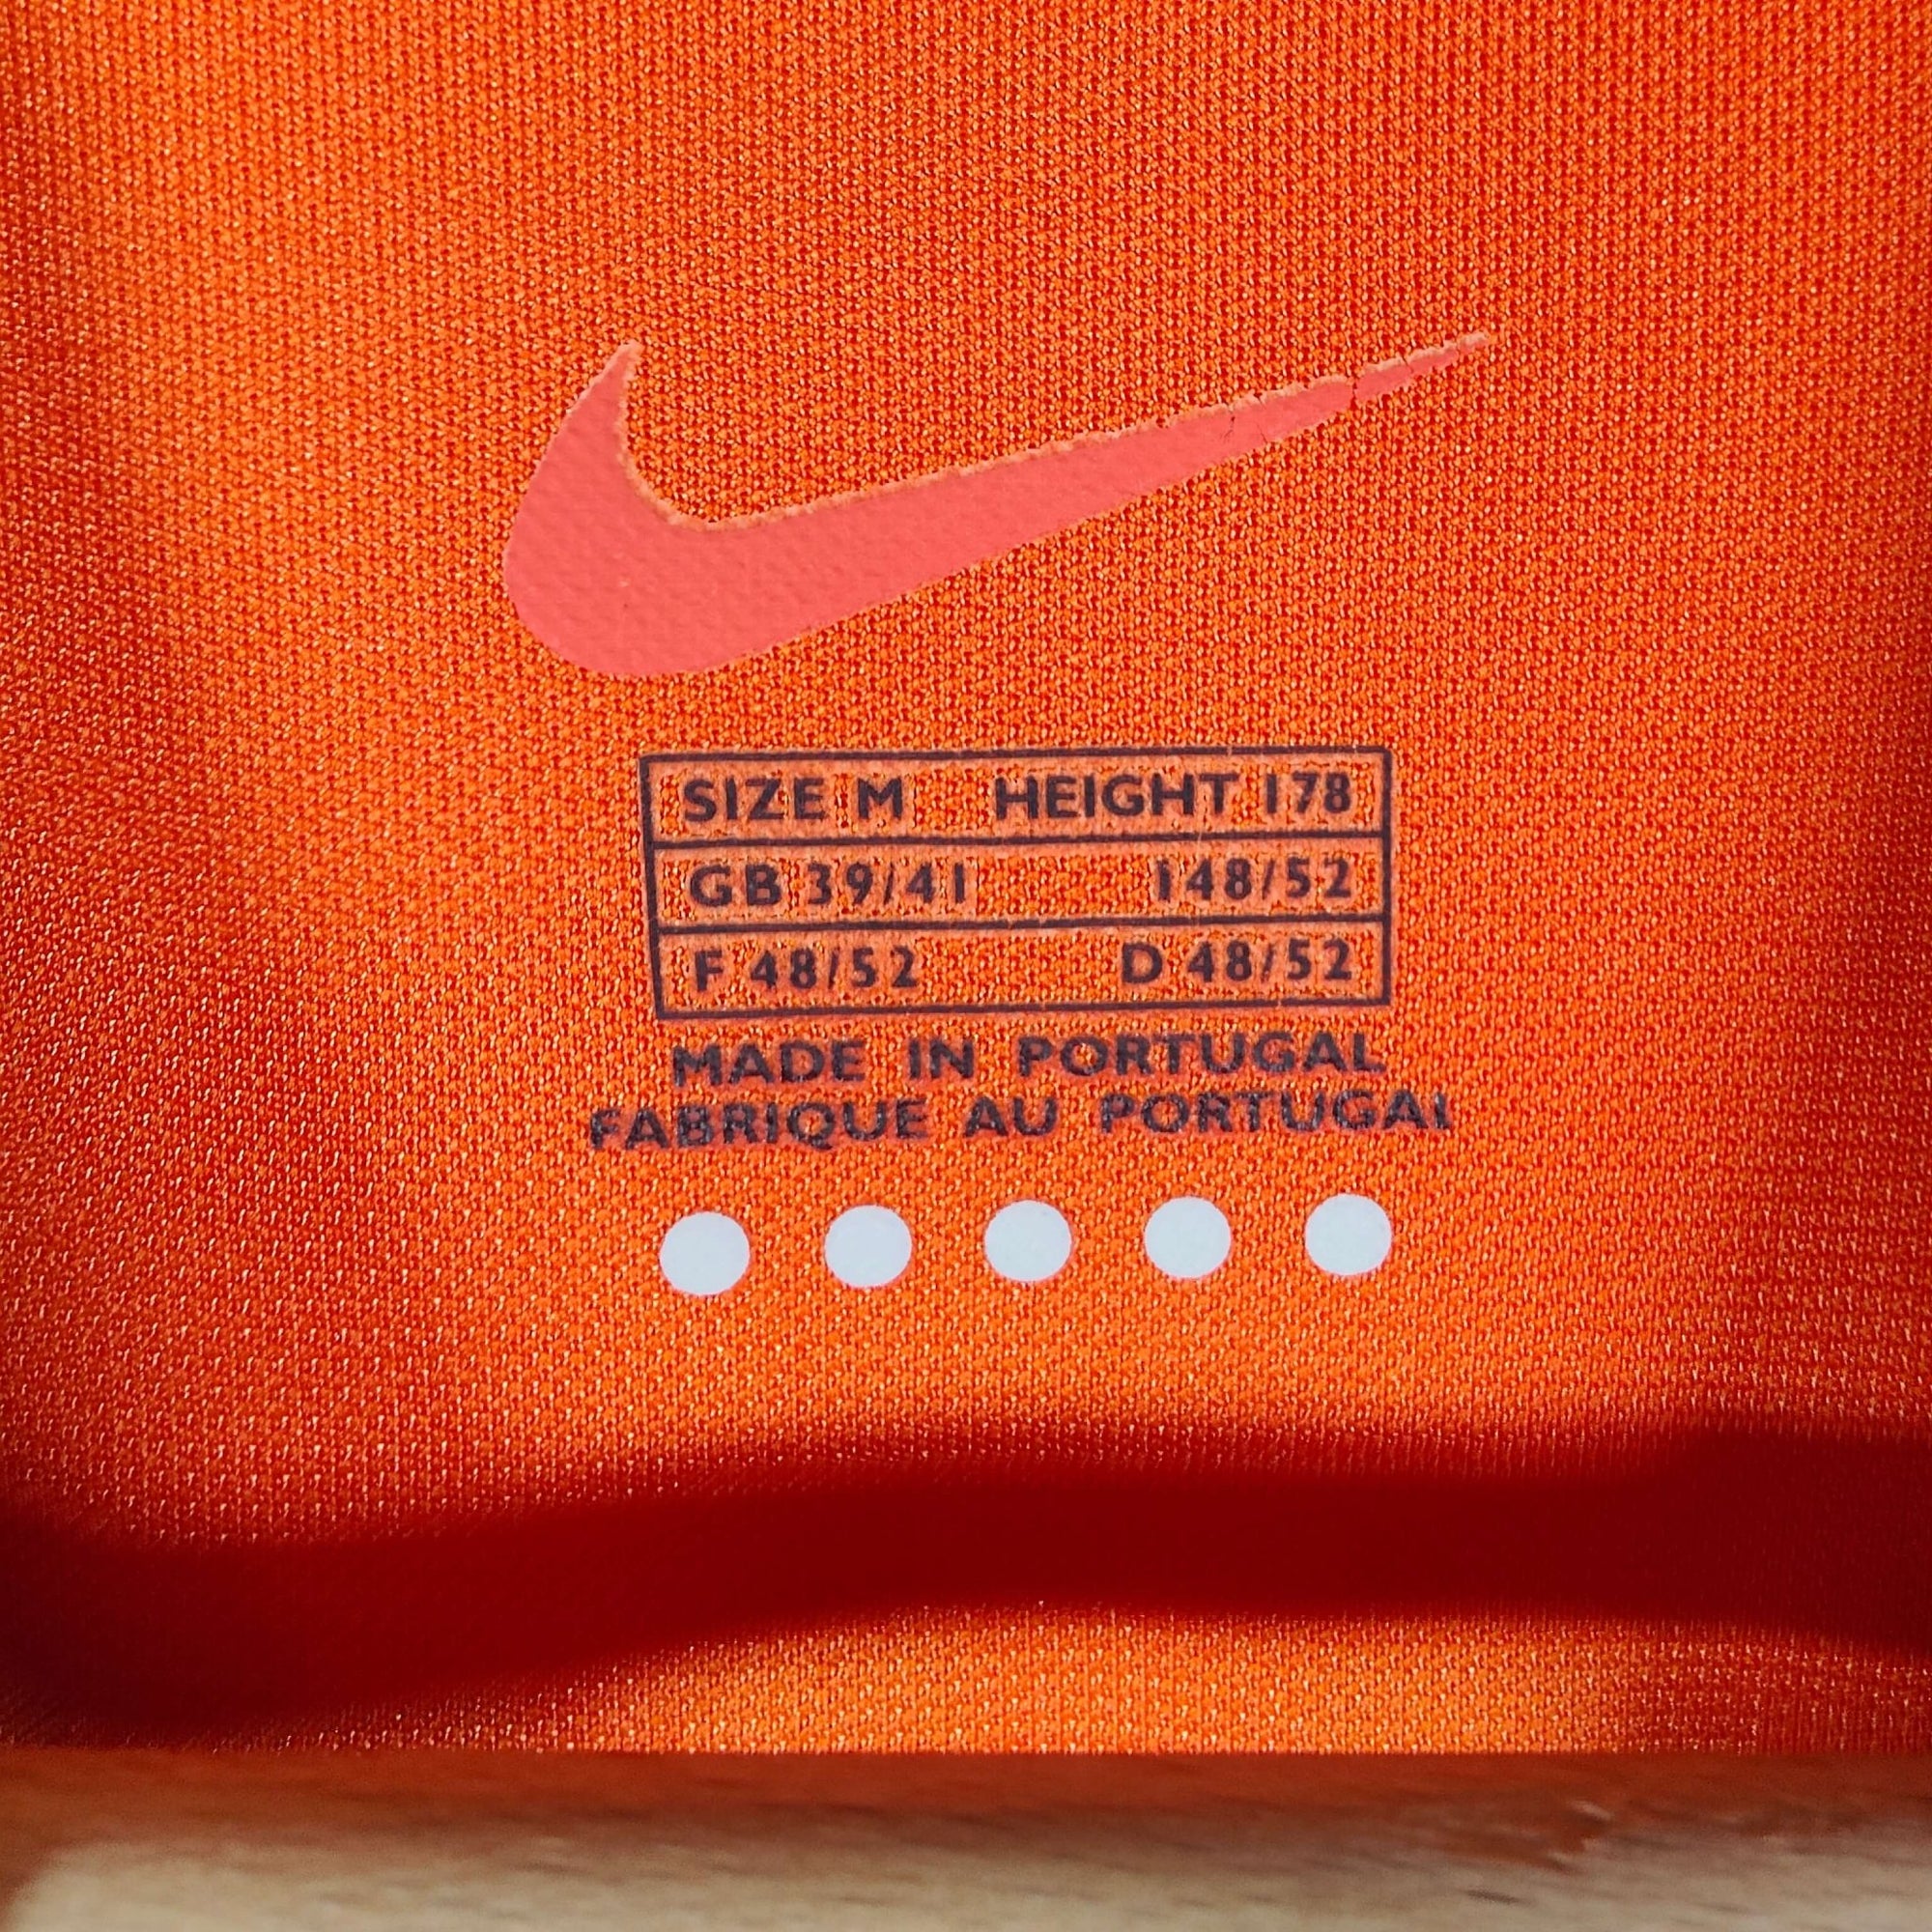 SIZE M HEIGHT 178
GB 39/41 I 48/52
F 48/52 D 48/52
MADE IN PORTUGAL
FABRIQUE AU PORTUGAL